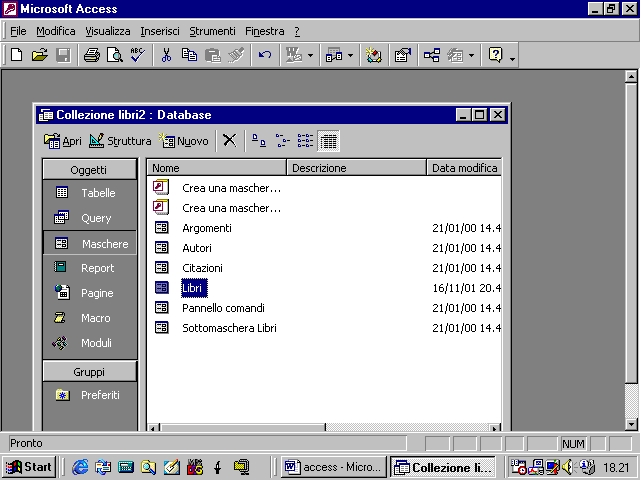 Microsoft Access
File Modifica Visualizza Inserisci Strumenti Finestra ?
Collezione libri2 : Database
Apri Struttura Nuovo
Oggetti
Tabelle
Query
Maschere
Report
Pagine
Macro
Moduli
Gruppi
Preferiti
Nome Descrizione Data modifica
Crea una mascher...
Crea una mascher...
Argomenti 21/01/00 14.4
Autori 21/01/00 14.4
Citazioni 21/01/00 14.4
Libri 16/11/01 20.4
Pannello comandi 21/01/00 14.4
Sottomaschera Libri 21/01/00 14.4
Pronto NUM
Start access - Micro... Collezione li... 18.21